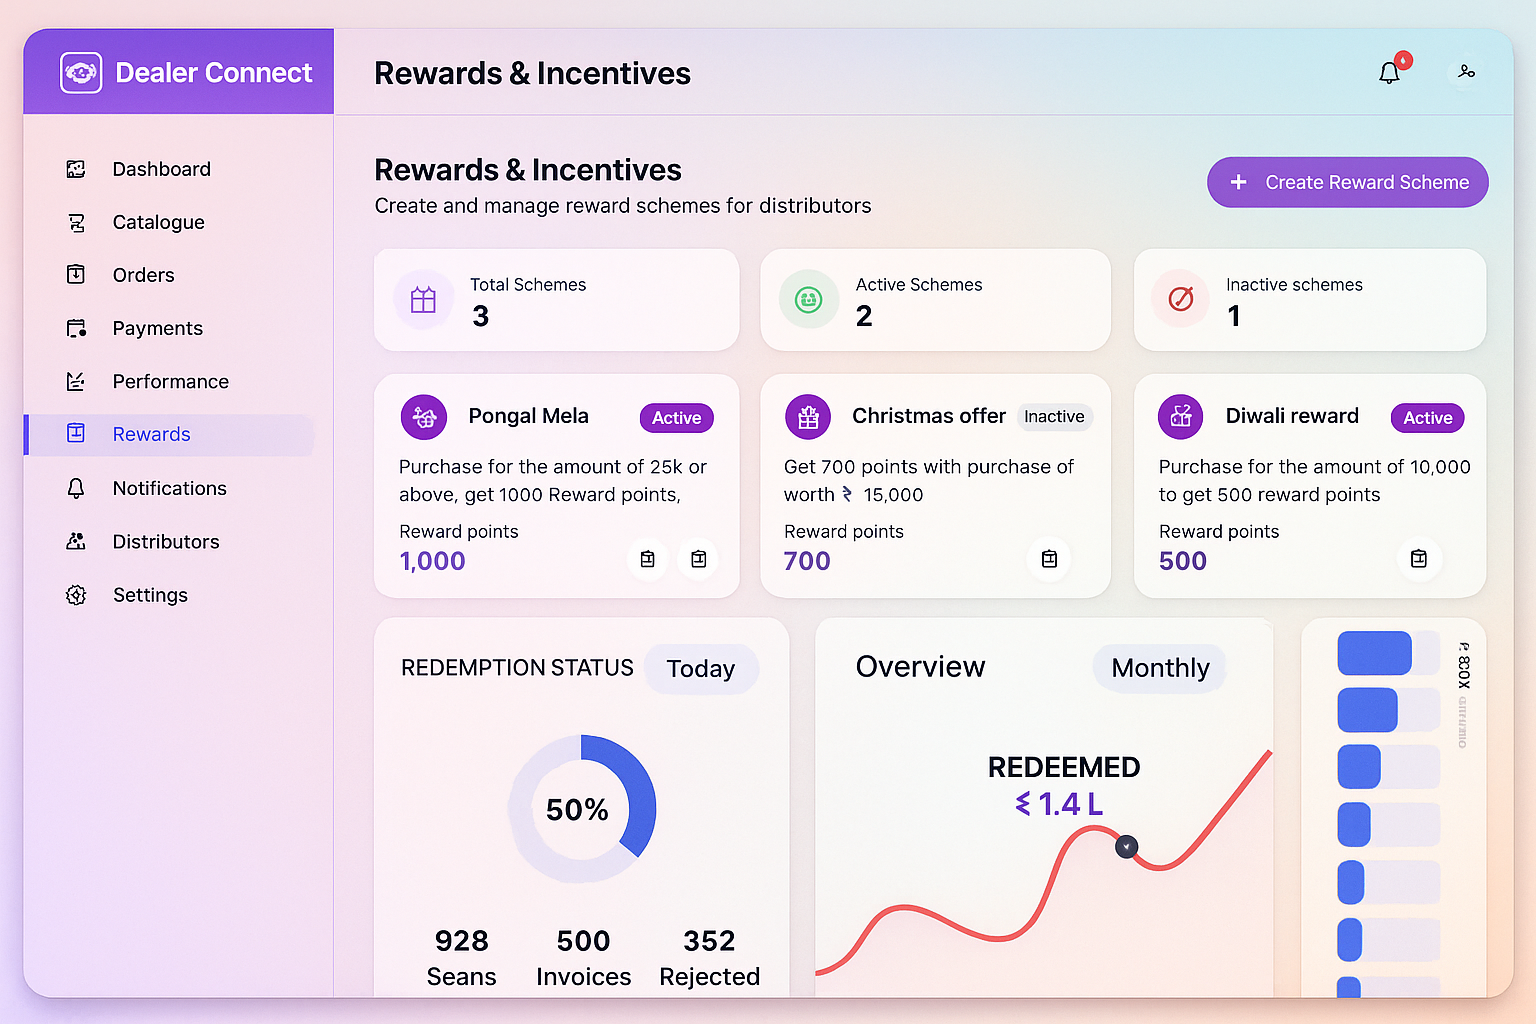 Dealer Connect
Rewards & Incentives
Dashboard
Catalogue
Orders
Payments
Performance
Rewards
Notifications
Distributors
Settings
Rewards & Incentives
Create and manage reward schemes for distributors
+ Create Reward Scheme
Total Schemes
3
Active Schemes
2
Inactive schemes
1
Pongal Mela
Active
Purchase for the amount of 25k or
above, get 1000 Reward points,
Reward points
1,000
Christmas offer
Inactive
Get 700 points with purchase of
worth 15,000
Reward points
700
Diwali reward
Active
Purchase for the amount of 10,000
to get 500 reward points
Reward points
500
REDEMPTION STATUS
Today
50%
928
Seans
500
Invoices
352
Rejected
Overview
Monthly
REDEEMED
1.4 L